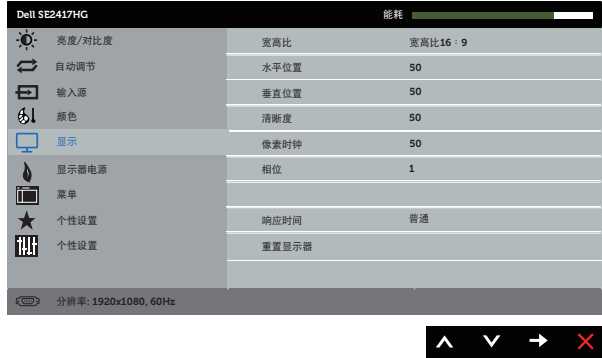 Dell SE2417HG 能耗
亮度/对比度 宽高比 宽高比16：9
自动调节 水平位置 50
输入源 垂直位置 50
颜色 清晰度 50
显示 像素时钟 50
显示器电源 相位 1
菜单
个性设置 响应时间 普通
个性设置 重置显示器
分辨率: 1920x1080, 60Hz